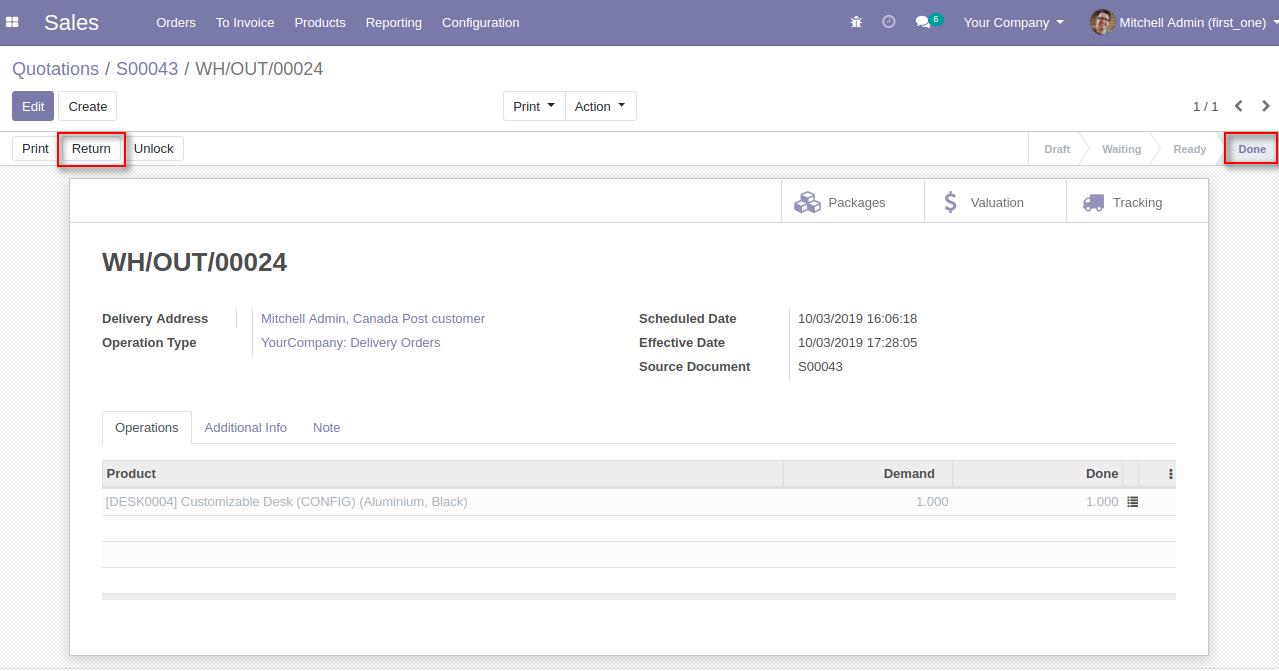 Sales Orders To Invoice Products Reporting Configuration 6 Your Company Mitchell Admin (first_one)
Quotations / S00043 / WH/OUT/00024
Edit Create Print Action 1 / 1
Print Return Unlock Draft Waiting Ready Done
Packages Valuation Tracking
WH/OUT/00024
Delivery Address Mitchell Admin, Canada Post customer Scheduled Date 10/03/2019 16:06:18
Operation Type YourCompany: Delivery Orders Effective Date 10/03/2019 17:28:05
Source Document S00043
Operations Additional Info Note
Product Demand Done
[DESK0004] Customizable Desk (CONFIG) (Aluminium, Black) 1.000 1.000